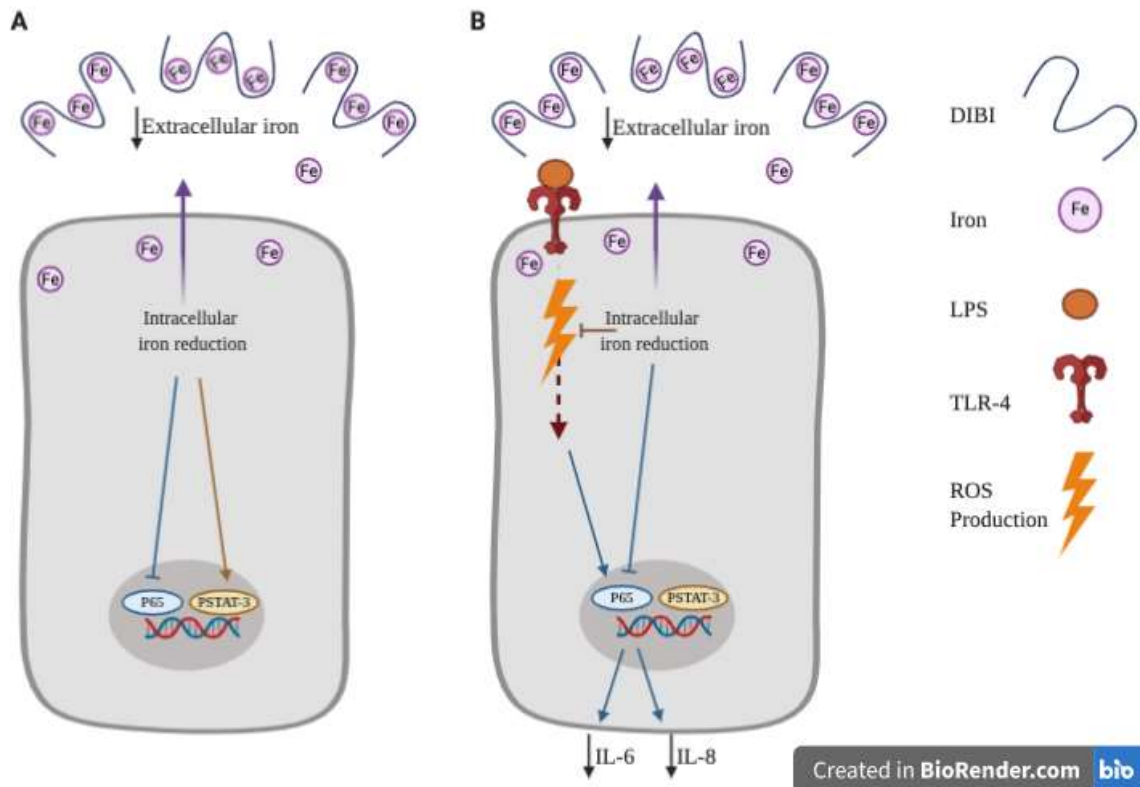 A
Fe
Fe
Fe
Fe
Fe
Fe
Fe
Fe
Fe
Extracellular iron
Fe
Fe
Fe
Fe
Intracellular
iron reduction
P65
PSTAT-3
B
Fe
Fe
Fe
Fe
Fe
Fe
Fe
Fe
Fe
Extracellular iron
Fe
Fe
Fe
Fe
Intracellular
iron reduction
P65
PSTAT-3
IL-6
IL-8
DIBI
Iron
Fe
LPS
TLR-4
ROS
Production
Created in BioRender.com bio